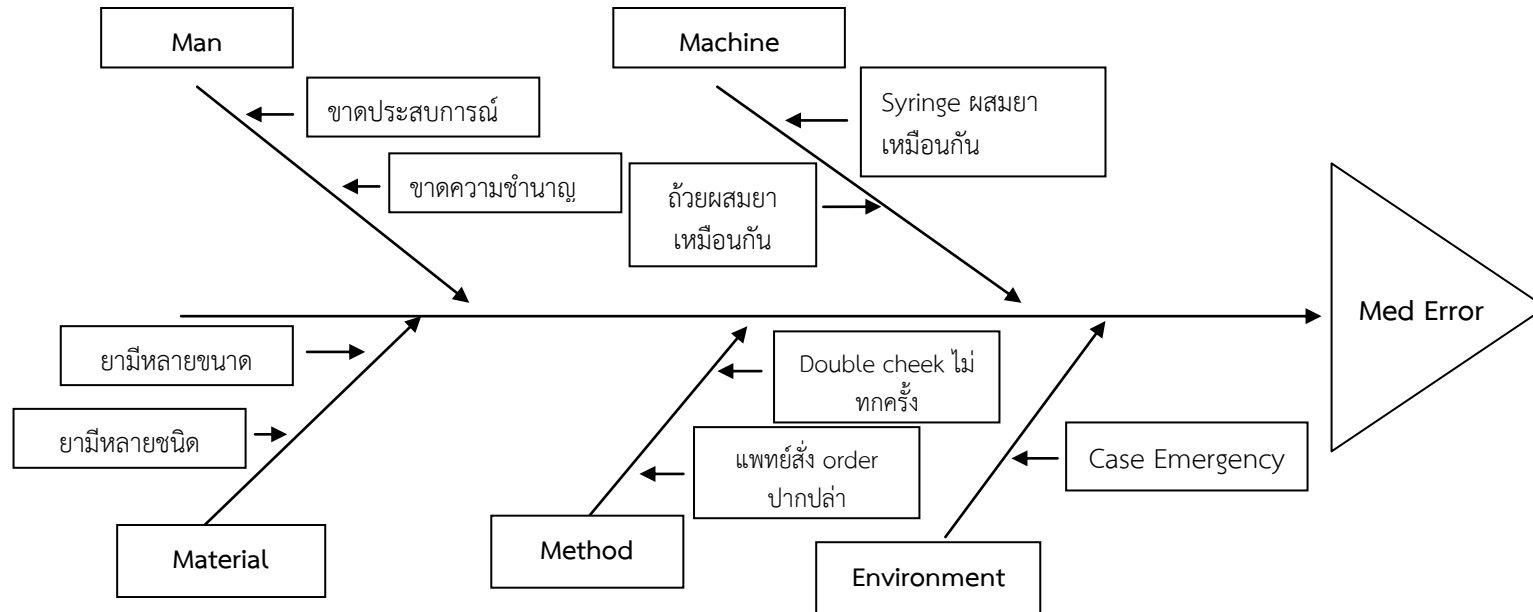 Man
Machine
ขาดประสบการณ์
Syringe ผสมยา
เหมือนกัน
ขาดความชำนาญ
ถ้วยผสมยา
เหมือนกัน
Med Error
ยามีหลายขนาด
Double cheek ไม่
ทกครั้ง
ยามีหลายชนิด
แพทย์สั่ง order
ปากปล่า
Case Emergency
Material
Method
Environment